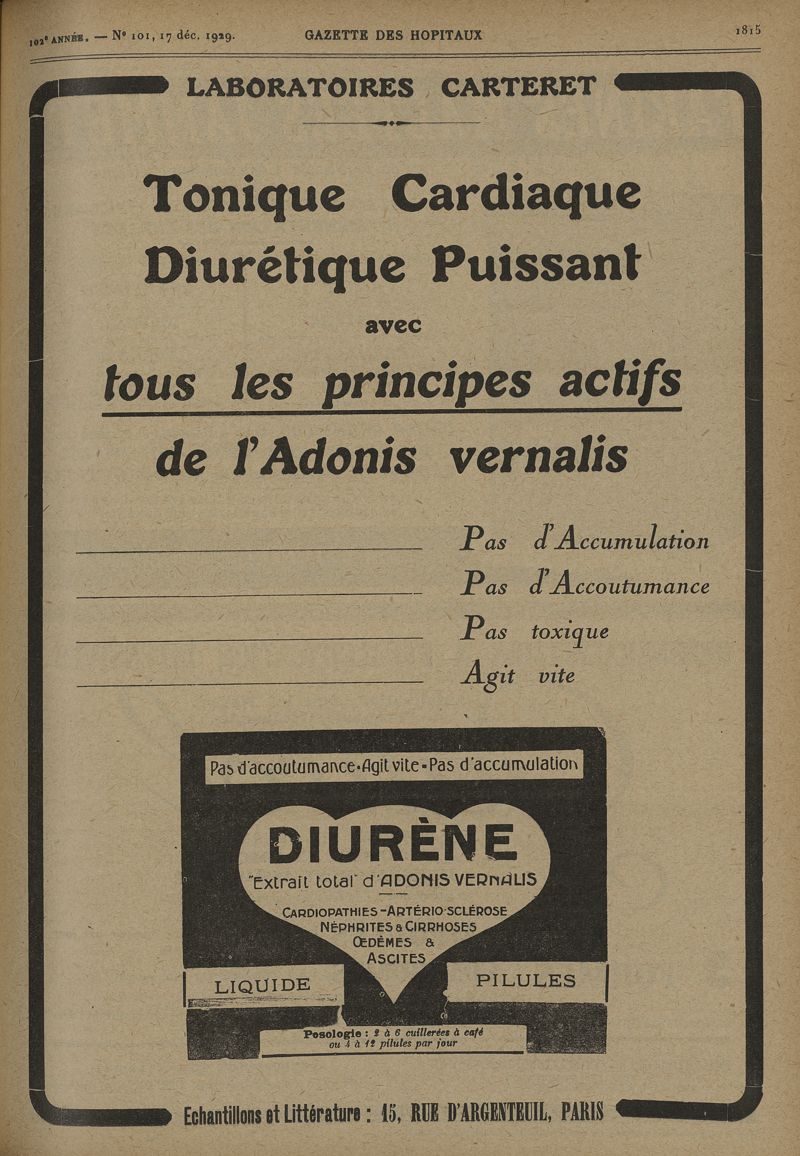 102e ANNÉE. — N° 101, 17 déc. 1929.
GAZETTE DES HOPITAUX
1815
LABORATOIRES CARTERET
Tonique Cardiaque
Diurétique Puissant
avec
tous les principes actifs
de l'Adonis vernalis
Pas d'Accumulation
Pas d'Accoutumance
Pas toxique
Agit vite
Pas d'accoutumance-Agit vite-Pas d'accumulation
DIURÈNE
"Extrait total" d'ADONIS VERNALIS
CARDIOPATHIES-ARTÉRIO-SCLÉROSE
NÉPHRITES & CIRRHOSES
ŒDÈMES &
ASCITES
LIQUIDE
PILULES
Posologie : 2 à 6 cuillerées à café
ou 4 à 12 pilules par jour
Echantillons et Littérature : 15, RUE D'ARGENTEUIL, PARIS